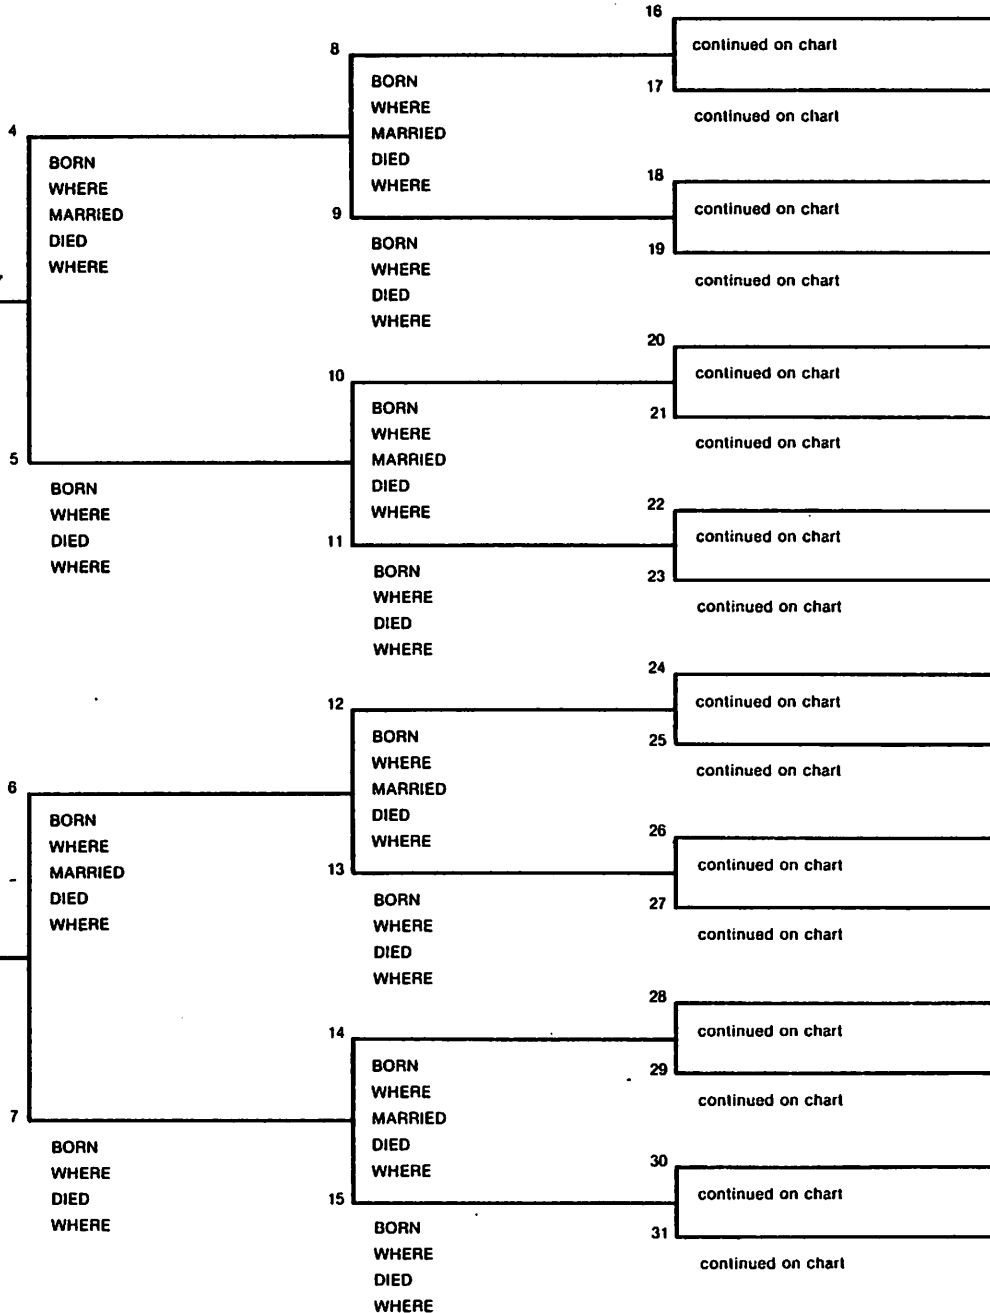 16
continued on chart
8
BORN
17
WHERE
continued on chart
4
MARRIED
BORN
DIED
WHERE
WHERE
18
MARRIED
9
continued on chart
DIED
BORN
19
WHERE
WHERE
continued on chart
DIED
WHERE
20
10
continued on chart
BORN
21
WHERE
continued on chart
5
MARRIED
BORN
DIED
WHERE
WHERE
22
DIED
11
continued on chart
WHERE
BORN
23
WHERE
continued on chart
DIED
WHERE
24
12
continued on chart
BORN
25
WHERE
continued on chart
6
MARRIED
BORN
DIED
WHERE
WHERE
26
MARRIED
13
continued on chart
DIED
BORN
27
WHERE
WHERE
continued on chart
DIED
WHERE
28
14
continued on chart
BORN
29
WHERE
continued on chart
7
MARRIED
BORN
DIED
WHERE
WHERE
30
DIED
15
continued on chart
WHERE
BORN
31
WHERE
continued on chart
DIED
WHERE